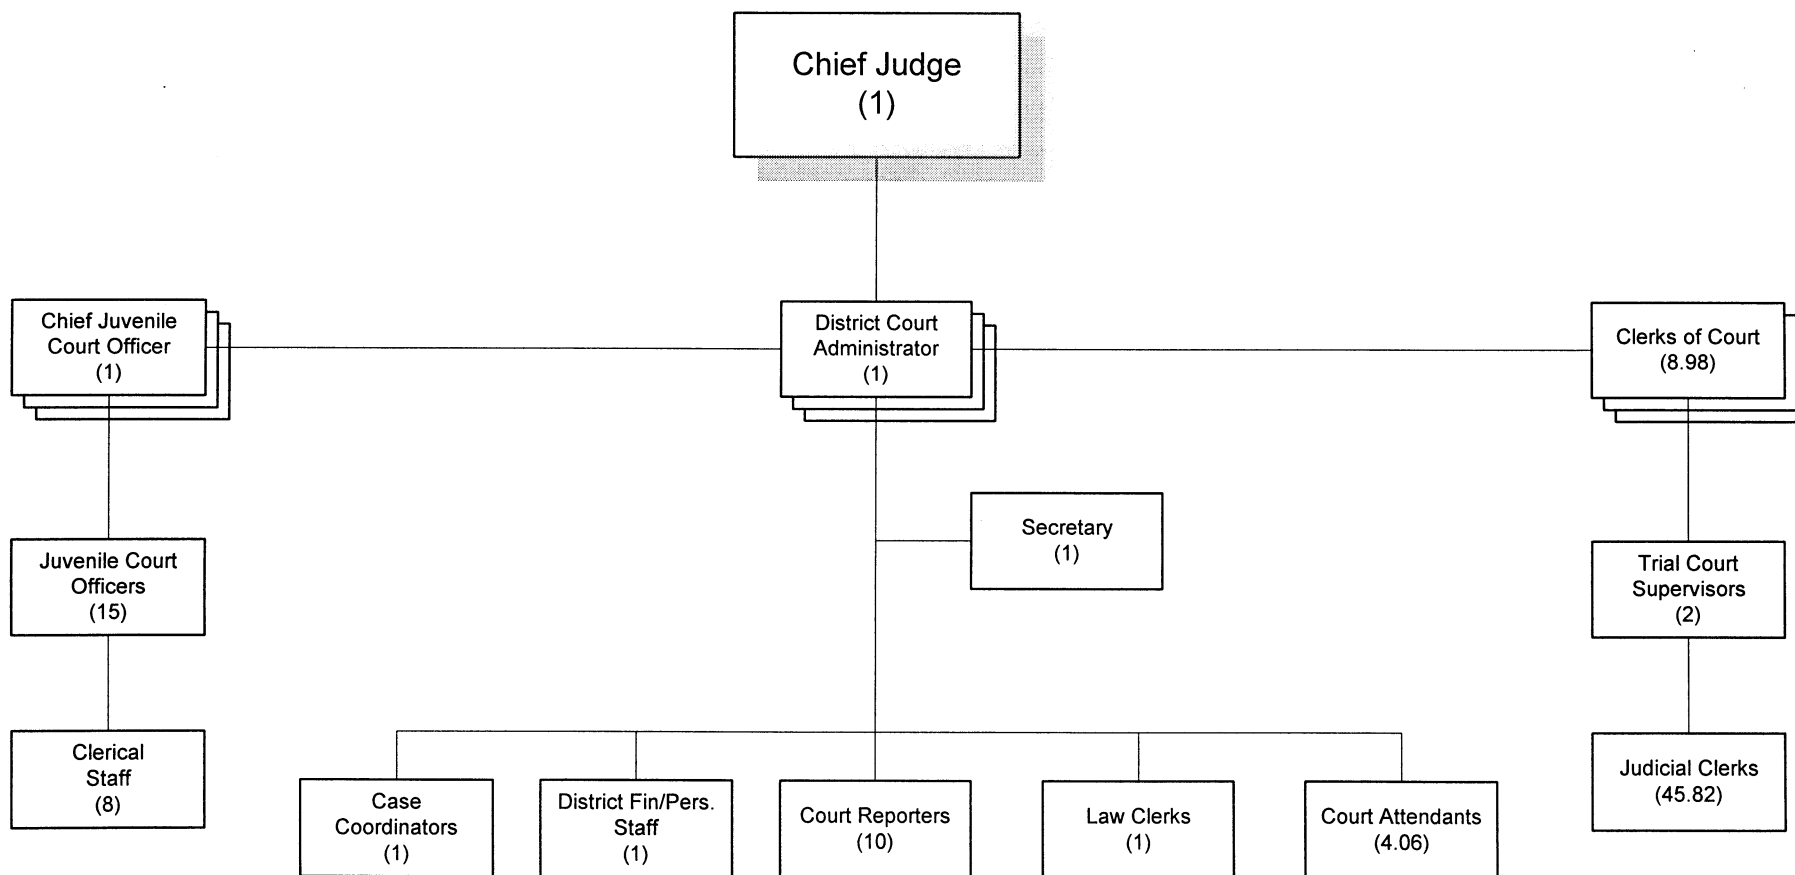 Chief Judge
(1)
Chief Juvenile
Court Officer
(1)
District Court
Administrator
(1)
Clerks of Court
(8.98)
Secretary
(1)
Juvenile Court
Officers
(15)
Trial Court
Supervisors
(2)
Clerical
Staff
(8)
Case
Coordinators
(1)
District Fin/Pers.
Staff
(1)
Court Reporters
(10)
Law Clerks
(1)
Court Attendants
(4.06)
Judicial Clerks
(45.82)